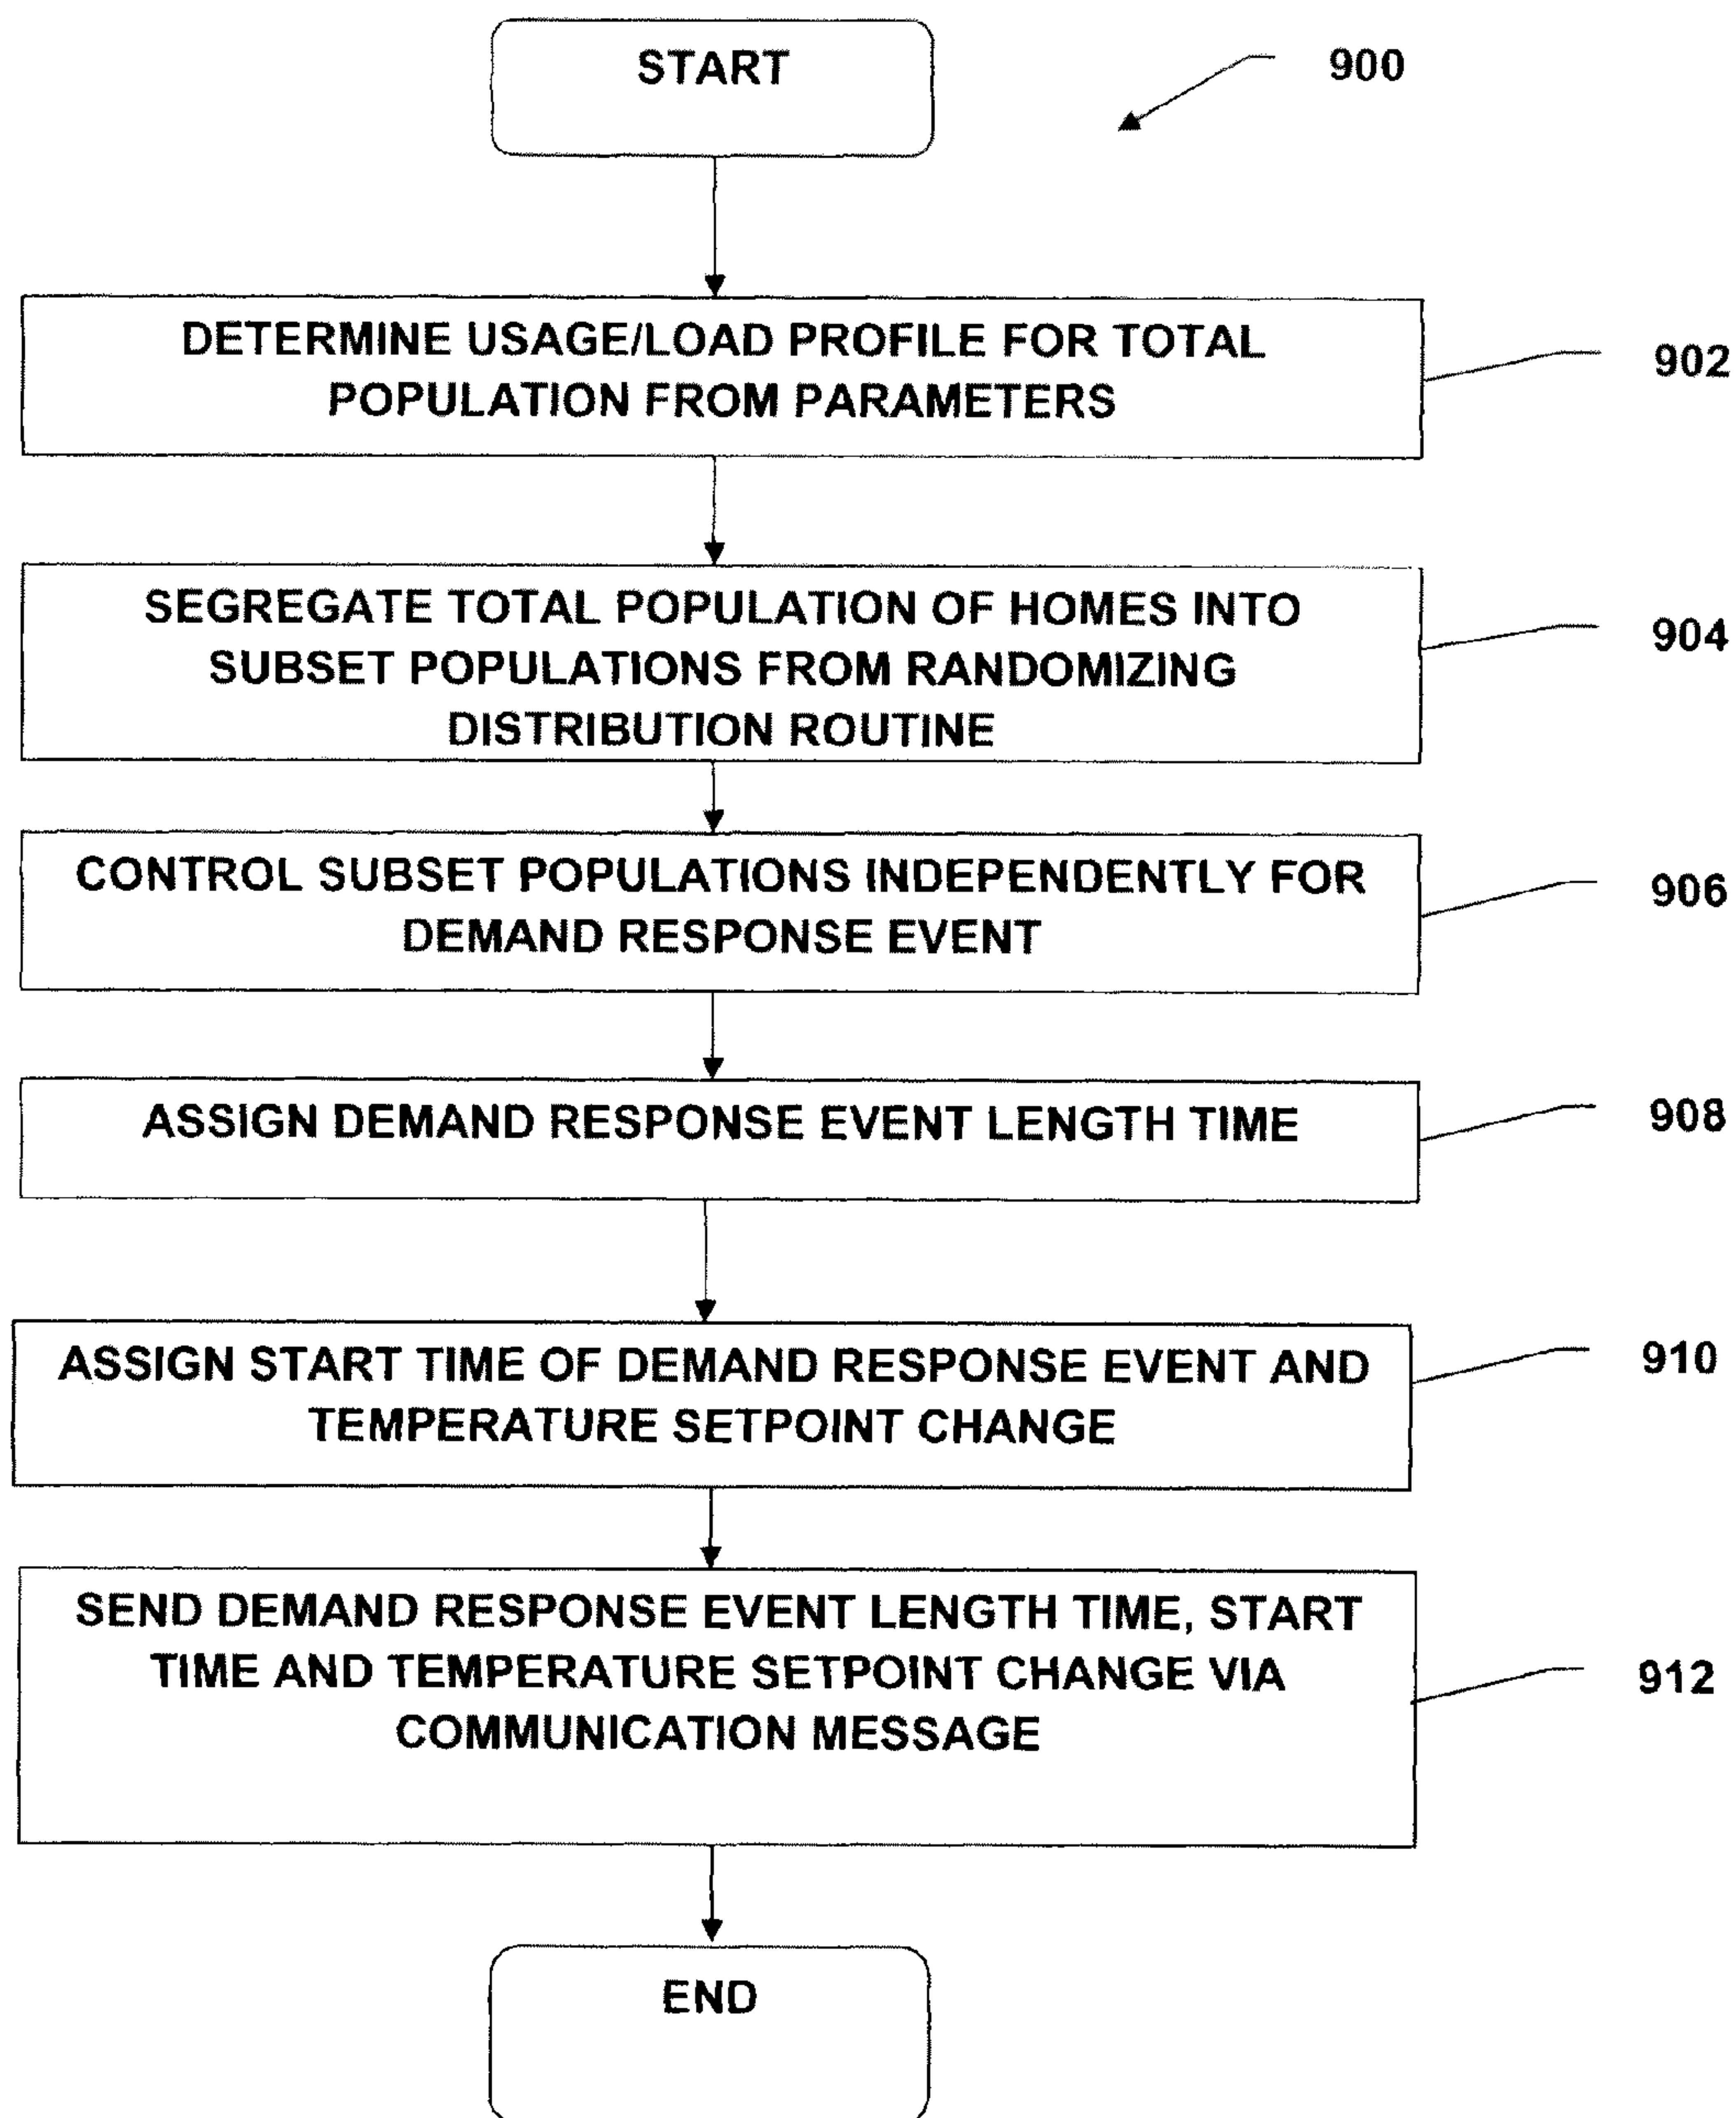 START
900
DETERMINE USAGE/LOAD PROFILE FOR TOTAL
POPULATION FROM PARAMETERS
902
SEGREGATE TOTAL POPULATION OF HOMES INTO
SUBSET POPULATIONS FROM RANDOMIZING
DISTRIBUTION ROUTINE
904
CONTROL SUBSET POPULATIONS INDEPENDENTLY FOR
DEMAND RESPONSE EVENT
906
ASSIGN DEMAND RESPONSE EVENT LENGTH TIME
908
ASSIGN START TIME OF DEMAND RESPONSE EVENT AND
TEMPERATURE SETPOINT CHANGE
910
SEND DEMAND RESPONSE EVENT LENGTH TIME, START
TIME AND TEMPERATURE SETPOINT CHANGE VIA
COMMUNICATION MESSAGE
912
END